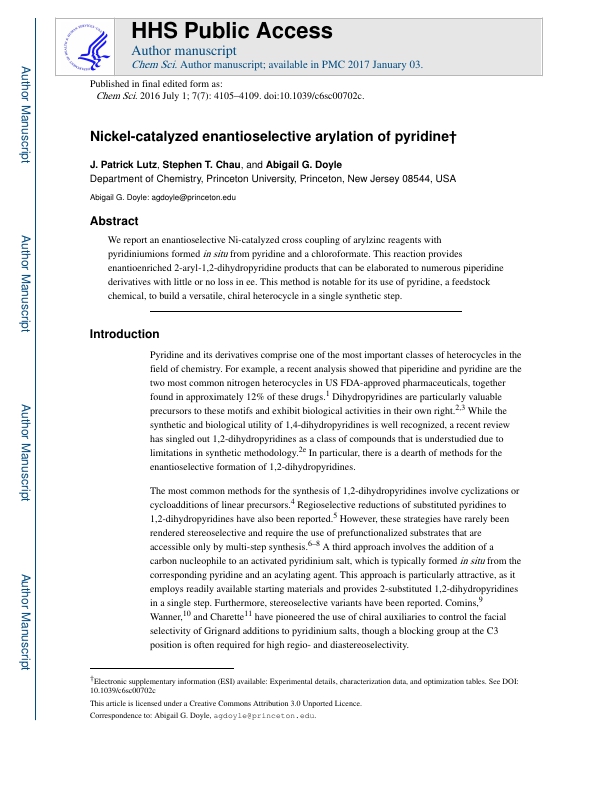 HHS Public Access
Author manuscript
Chem Sci. Author manuscript; available in PMC 2017 January 03.
Published in final edited form as:
Chem Sci. 2016 July 1; 7(7): 4105–4109. doi:10.1039/c6sc00702c.
Nickel-catalyzed enantioselective arylation of pyridine†
J. Patrick Lutz, Stephen T. Chau, and Abigail G. Doyle
Department of Chemistry, Princeton University, Princeton, New Jersey 08544, USA
Abigail G. Doyle: agdoyle@princeton.edu
Abstract
We report an enantioselective Ni-catalyzed cross coupling of arylzinc reagents with
pyridiniumions formed in situ from pyridine and a chloroformate. This reaction provides
enantioenriched 2-aryl-1,2-dihydropyridine products that can be elaborated to numerous piperidine
derivatives with little or no loss in ee. This method is notable for its use of pyridine, a feedstock
chemical, to build a versatile, chiral heterocycle in a single synthetic step.
Introduction
Pyridine and its derivatives comprise one of the most important classes of heterocycles in the
field of chemistry. For example, a recent analysis showed that piperidine and pyridine are the
two most common nitrogen heterocycles in US FDA-approved pharmaceuticals, together
found in approximately 12% of these drugs.1 Dihydropyridines are particularly valuable
precursors to these motifs and exhibit biological activities in their own right.2,3 While the
synthetic and biological utility of 1,4-dihydropyridines is well recognized, a recent review
has singled out 1,2-dihydropyridines as a class of compounds that is understudied due to
limitations in synthetic methodology.2e In particular, there is a dearth of methods for the
enantioselective formation of 1,2-dihydropyridines.
The most common methods for the synthesis of 1,2-dihydropyridines involve cyclizations or
cycloadditions of linear precursors.4 Regioselective reductions of substituted pyridines to
1,2-dihydropyridines have also been reported.5 However, these strategies have rarely been
rendered stereoselective and require the use of prefunctionalized substrates that are
accessible only by multi-step synthesis.6–8 A third approach involves the addition of a
carbon nucleophile to an activated pyridinium salt, which is typically formed in situ from the
corresponding pyridine and an acylating agent. This approach is particularly attractive, as it
employs readily available starting materials and provides 2-substituted 1,2-dihydropyridines
in a single step. Furthermore, stereoselective variants have been reported. Comins,9
Wanner,10 and Charette11 have pioneered the use of chiral auxiliaries to control the facial
selectivity of Grignard additions to pyridinium salts, though a blocking group at the C3
position is often required for high regio- and diastereoselectivity.
†Electronic supplementary information (ESI) available: Experimental details, characterization data, and optimization tables. See DOI:
10.1039/c6sc00702c
This article is licensed under a Creative Commons Attribution 3.0 Unported Licence.
Correspondence to: Abigail G. Doyle, agdoyle@princeton.edu.
Author Manuscript
Author Manuscript
Author Manuscript
Author Manuscript